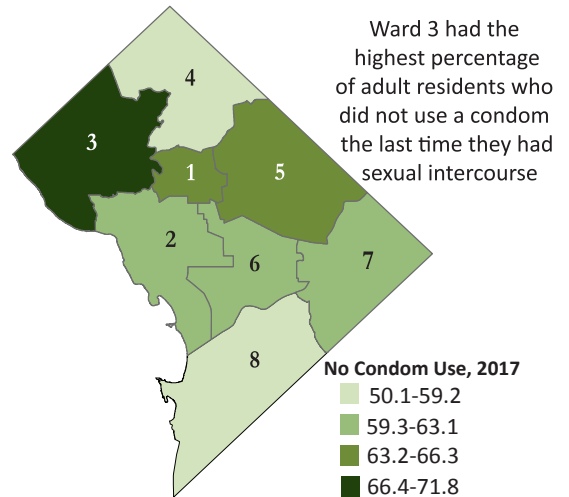 Ward 3 had the
highest percentage
of adult residents who
did not use a condom
the last time they had
sexual intercourse
4
3
1
5
2
6
7
8
No Condom Use, 2017
50.1-59.2
59.3-63.1
63.2-66.3
66.4-71.8